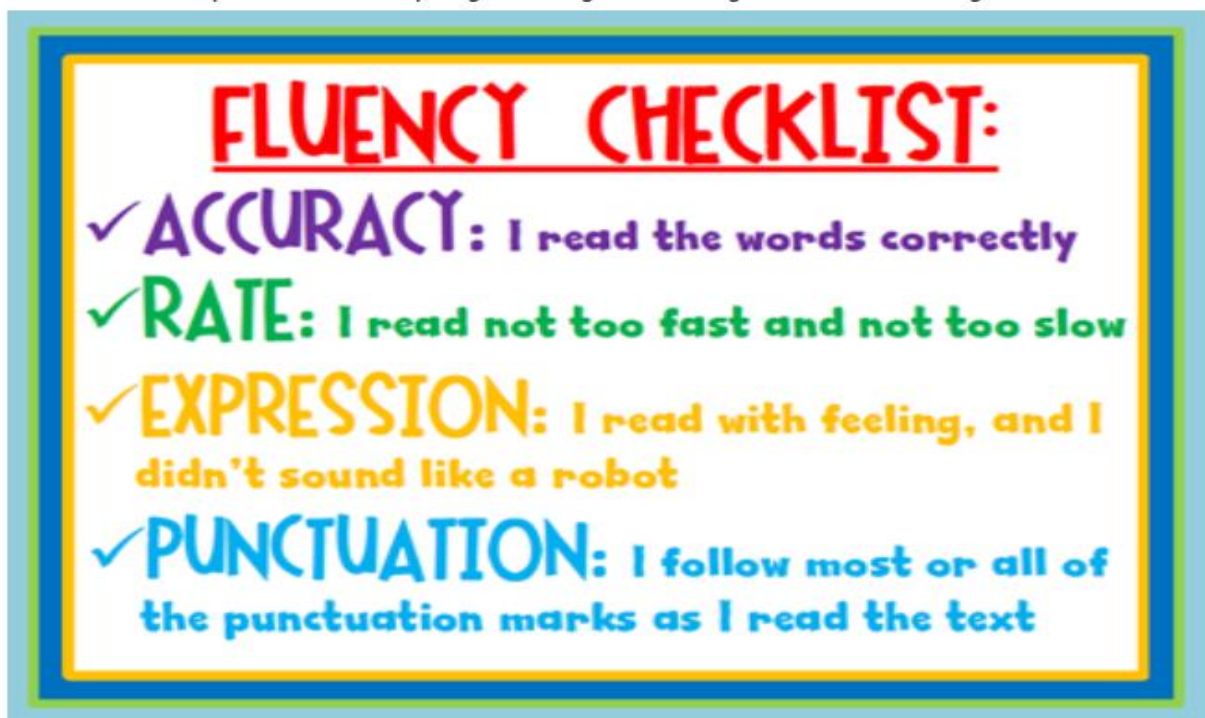 FLUENCY CHECKLIST:
✓ ACCURACY: I read the words correctly
✓ RATE: I read not too fast and not too slow
✓ EXPRESSION: I read with feeling, and I
didn't sound like a robot
✓ PUNCTUATION: I follow most or all of
the punctuation marks as I read the text